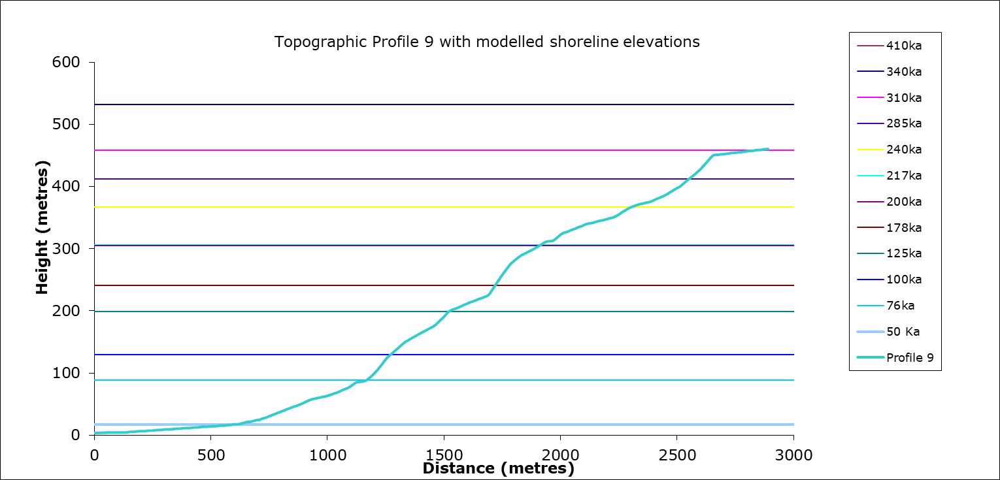 Topographic Profile 9 with modelled shoreline elevations
600
500
400
300
200
100
0
Height (metres)
0 500 1000 1500 2000 2500 3000
Distance (metres)
410ka
340ka
310ka
285ka
240ka
217ka
200ka
178ka
125ka
100ka
76ka
50 Ka
Profile 9